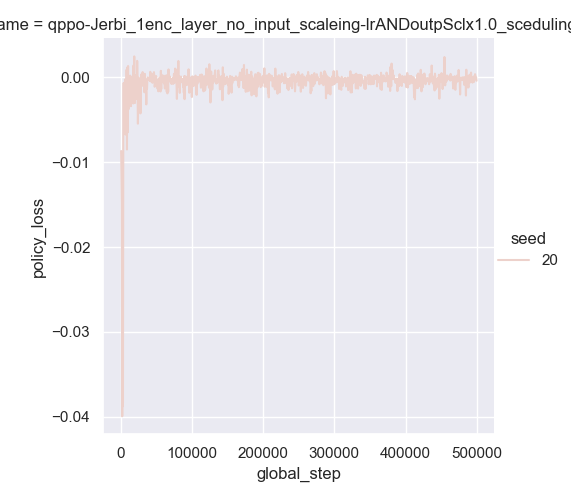 ame = qppo-Jerbi_1enc_layer_no_input_scaleing-lrANDoutpSclx1.0_sceduling
0.00
−0.01
−0.02
−0.03
−0.04
policy_loss
0 100000 200000 300000 400000 500000
global_step
seed
20